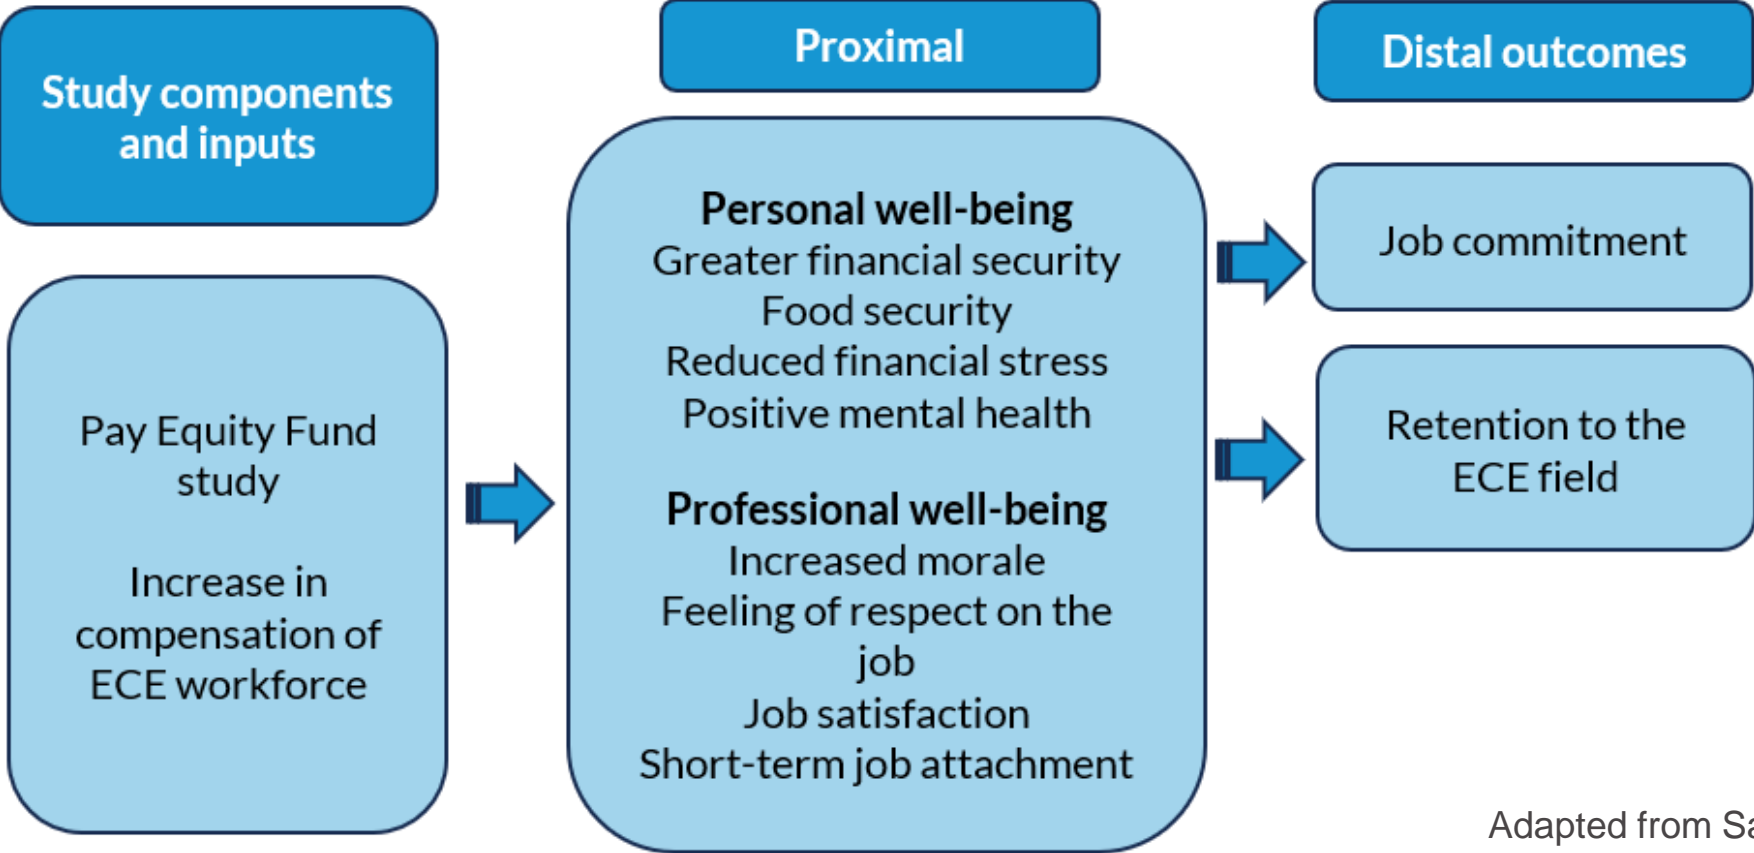 Study components
and inputs
Pay Equity Fund
study
Increase in
compensation of
ECE workforce
Proximal
Personal well-being
Greater financial security
Food security
Reduced financial stress
Positive mental health
Professional well-being
Increased morale
Feeling of respect on the
job
Job satisfaction
Short-term job attachment
Distal outcomes
Job commitment
Retention to the
ECE field
Adapted from